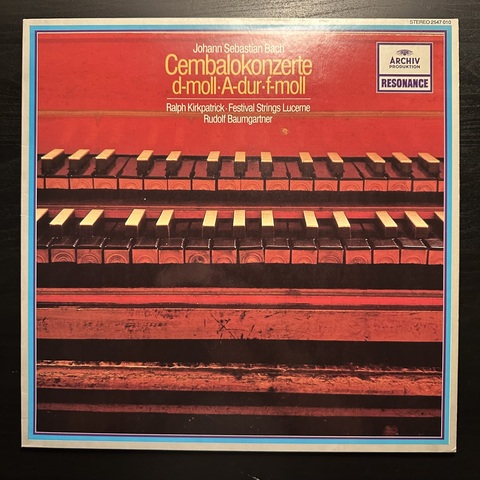 STEREO 2547 010
Johann Sebastian Bach
Cembalokonzerte
d-moll·A-dur·f-moll
Ralph Kirkpatrick · Festival Strings Lucerne
Rudolf Baumgartner
ARCHIV
PRODUKTION
RESONANCE